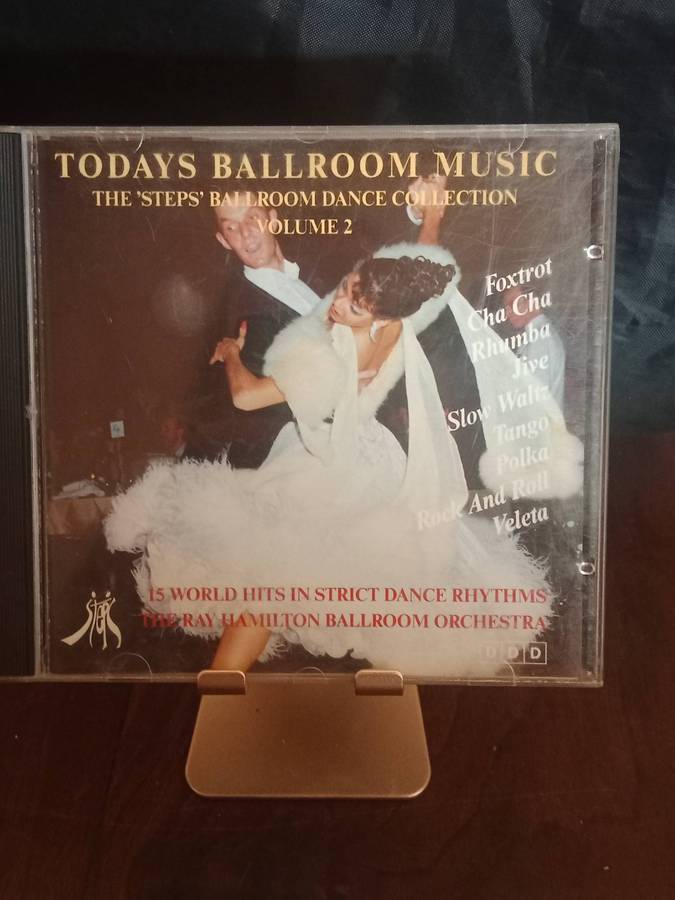 TODAYS BALLROOM MUSIC
THE 'STEPS' BALLROOM DANCE COLLECTION
VOLUME 2
Foxtrot
Cha Cha
Rhumba
Jive
Slow Waltz
Tango
Polka
Rock And Roll
Veleta
15 WORLD HITS IN STRICT DANCE RHYTHMS
THE RAY HAMILTON BALLROOM ORCHESTRA
Steps
DDD